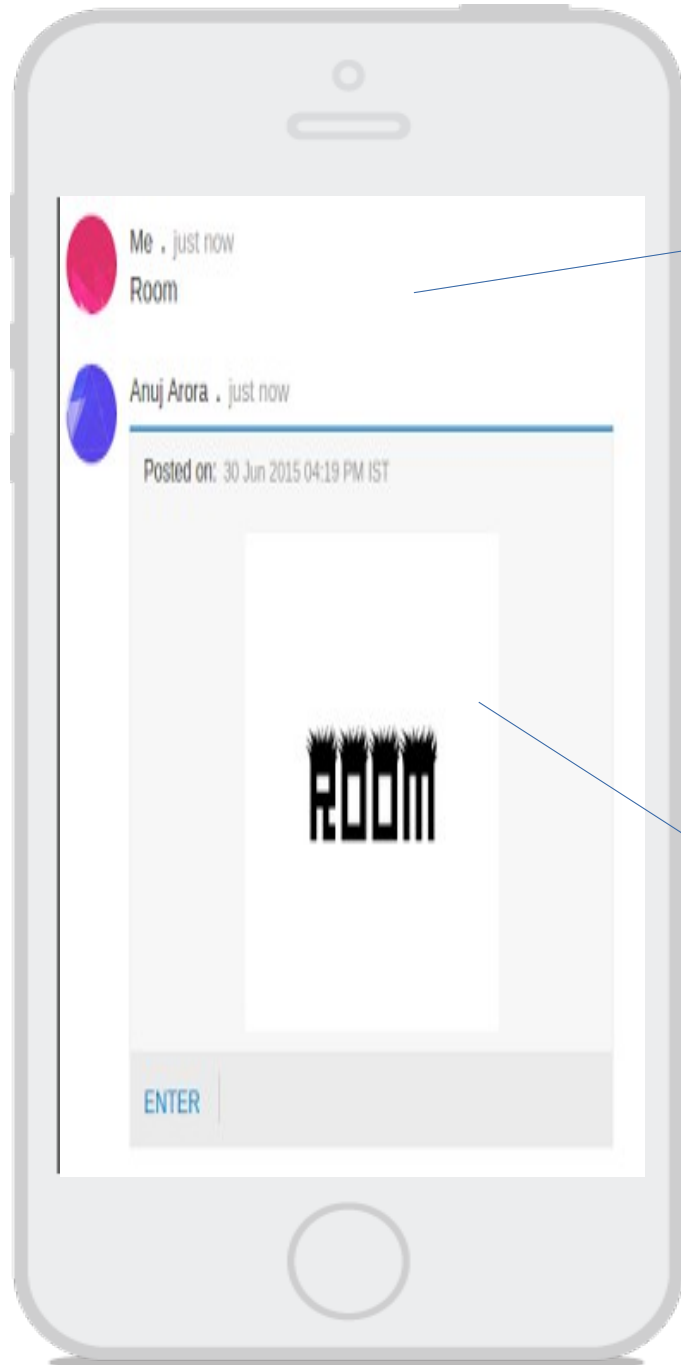 Me . just now
Room
Anuj Arora . just now
Posted on: 30 Jun 2015 04:19 PM IST
ROOM
ENTER